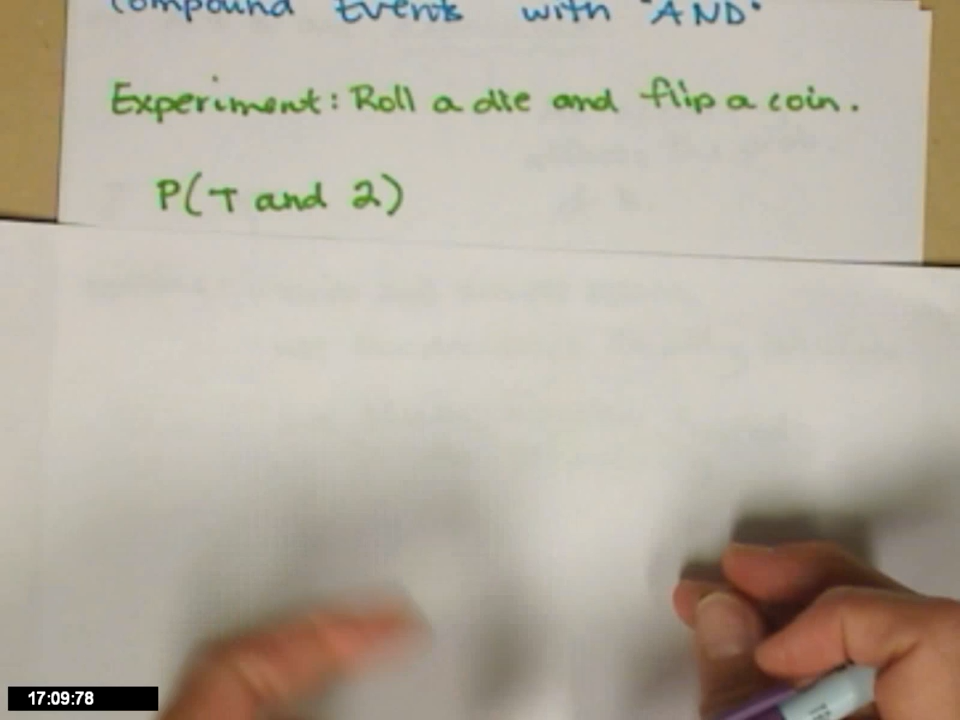 Compound Events with "AND"
Experiment: Roll a die and flip a coin.
P(T and 2)
17:09:78